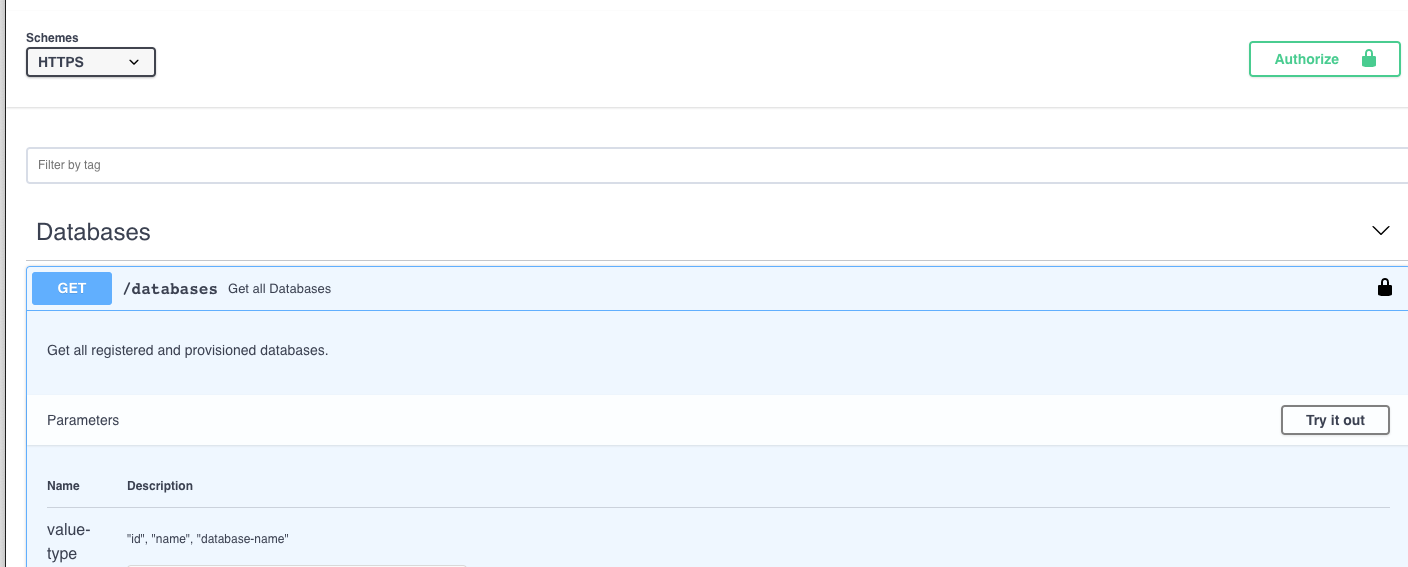 Schemes
HTTPS
Authorize
Filter by tag
Databases
GET /databases Get all Databases
Get all registered and provisioned databases.
Parameters
Try it out
Name Description
value-
type
"id", "name", "database-name"